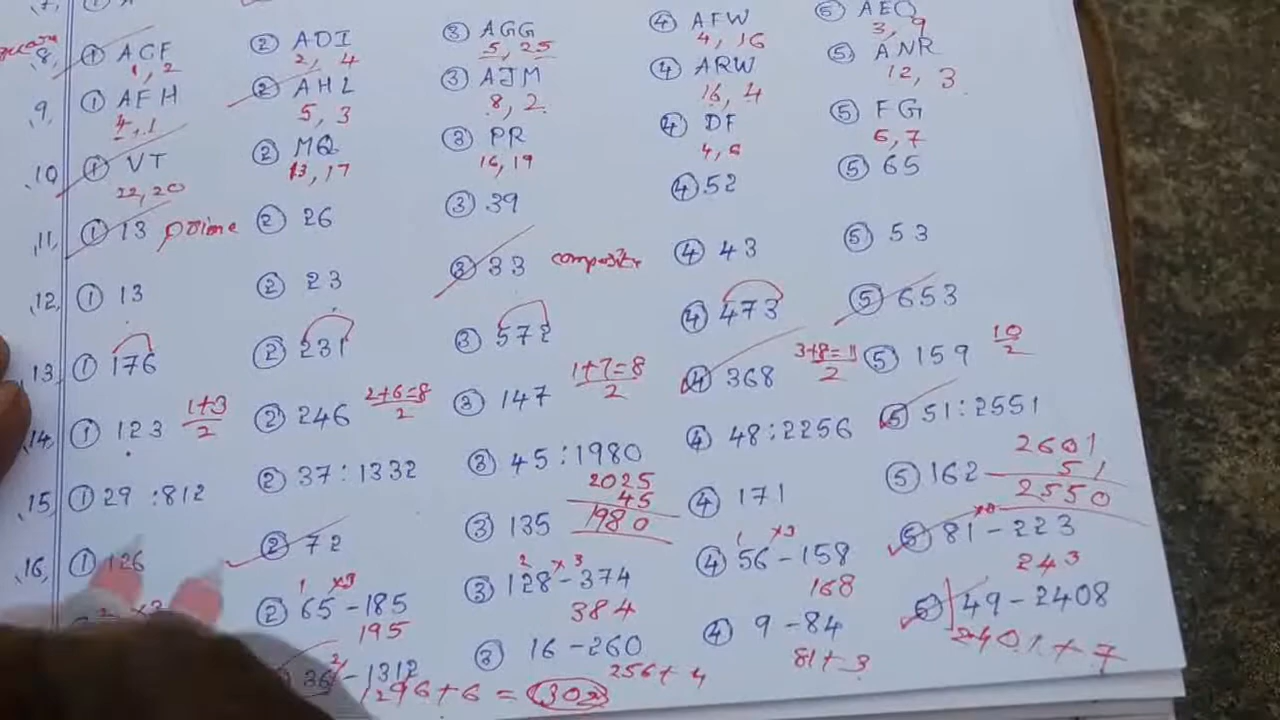 ① A
8, ① ACF ② ADI ③ AGG ④ AFW ⑤ AEQ
1, 2 2, 4 5, 25 4, 16 3, 9
9, ① AFH ② AHL ③ AJM ④ ARW ⑤ ANR
4, 1 5, 3 8, 2 16, 4 12, 3
10 ① VT ② MQ ③ PR ④ DF ⑤ FG
22, 20 13, 17 16, 19 4, 6 6, 7
11, ① 13 prime ② 26 ③ 39 ④ 52 ⑤ 65
12, ① 13 ② 23 ③ 33 composite ④ 43 ⑤ 53
13, ① 176 ② 231 ③ 572 ④ 473 ⑤ 653
14, ① 123 1+3/2 ② 246 2+6=8/2 ③ 147 1+7=8/2 ④ 368 3+8=11/2 ⑤ 159 10/2
15, ① 29 :812 ② 37 : 1332 ③ 45 : 1980 ④ 48 : 2256 ⑤ 51 : 2551
2025 2601
45 51
1980 2550
16, ① 126 ② 72 ③ 135 ④ 171 ⑤ 162
② 65 - 185 ③ 128 - 374 ④ 56 - 158 ⑤ 81 - 223
1 ×3 2 ×3 1 ×3
195 384 168 243
36 - 1312 ③ 16 - 260 ④ 9 - 84 ⑤ 49 - 2408
1296+6 = 302 256+4 81+3 2401+7